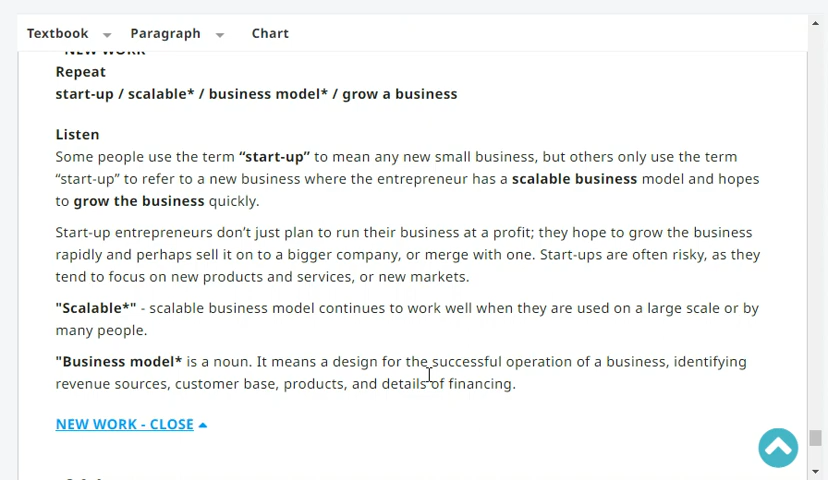 Textbook Paragraph Chart
NEW WORK
Repeat
start-up / scalable* / business model* / grow a business
Listen
Some people use the term “start-up” to mean any new small business, but others only use the term
“start-up” to refer to a new business where the entrepreneur has a scalable business model and hopes
to grow the business quickly.
Start-up entrepreneurs don’t just plan to run their business at a profit; they hope to grow the business
rapidly and perhaps sell it on to a bigger company, or merge with one. Start-ups are often risky, as they
tend to focus on new products and services, or new markets.
"Scalable*" - scalable business model continues to work well when they are used on a large scale or by
many people.
"Business model* is a noun. It means a design for the successful operation of a business, identifying
revenue sources, customer base, products, and details of financing.
NEW WORK - CLOSE